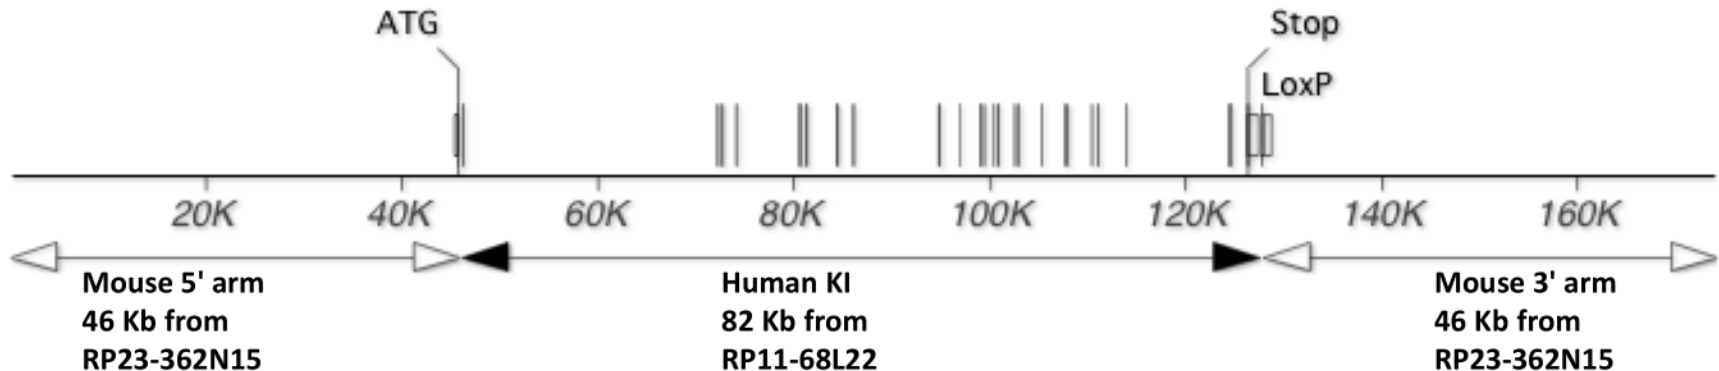 ATG
Stop
LoxP
20K 40K 60K 80K 100K 120K 140K 160K
Mouse 5' arm
46 Kb from
RP23-362N15
Human KI
82 Kb from
RP11-68L22
Mouse 3' arm
46 Kb from
RP23-362N15